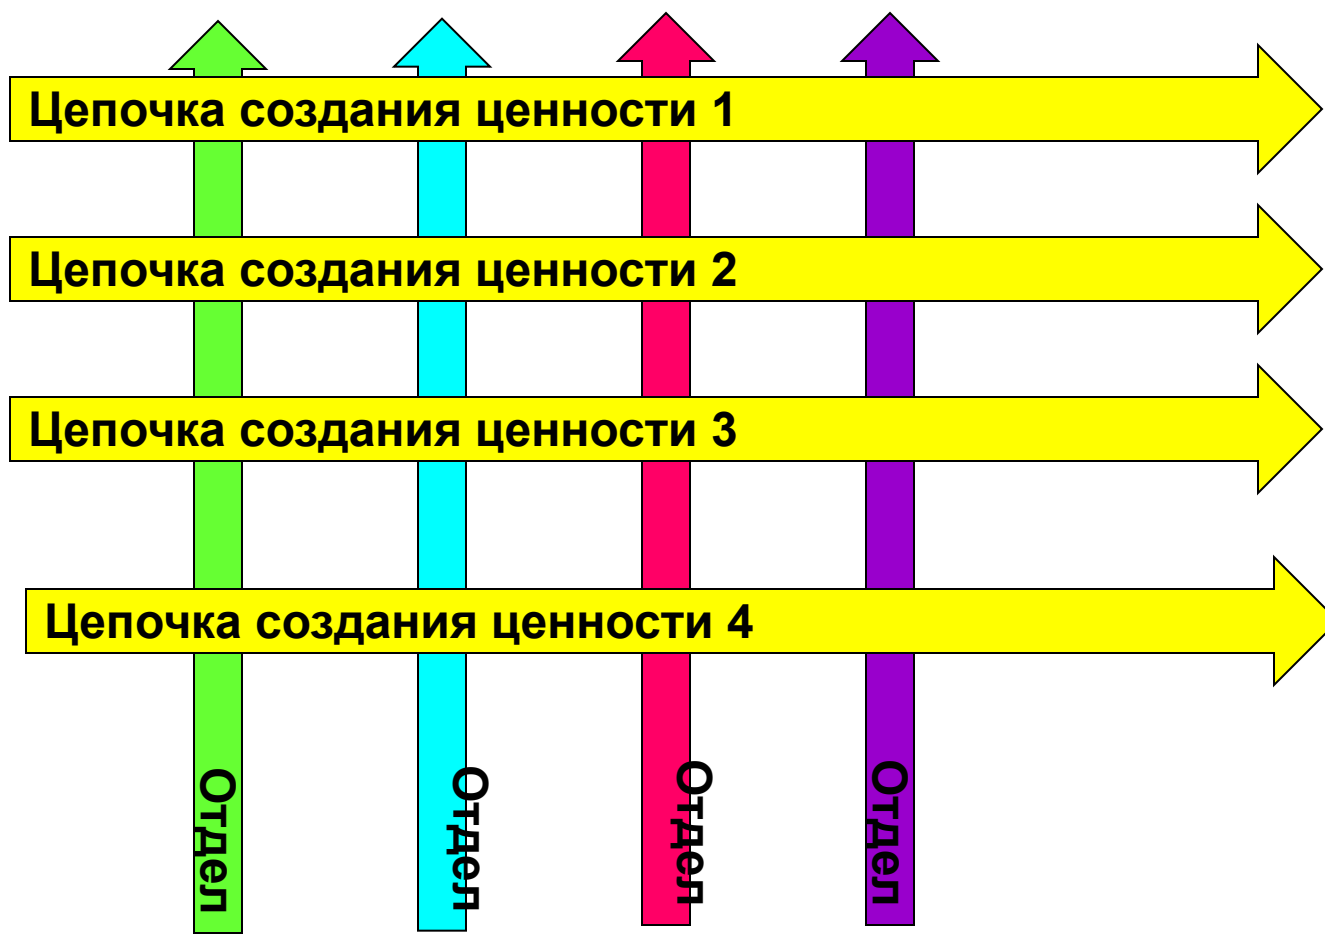 Цепочка создания ценности 1
Цепочка создания ценности 2
Цепочка создания ценности 3
Цепочка создания ценности 4
Отдел
Отдел
Отдел
Отдел